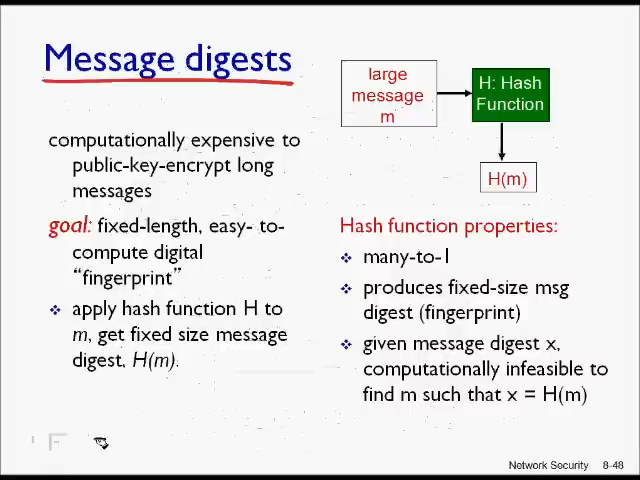 Message digests
large
message
m
H: Hash
Function
H(m)
computationally expensive to
public-key-encrypt long
messages
goal: fixed-length, easy- to-
compute digital
“fingerprint”
apply hash function H to
m, get fixed size message
digest, H(m).
Hash function properties:
many-to-1
produces fixed-size msg
digest (fingerprint)
given message digest x,
computationally infeasible to
find m such that x = H(m)
Network Security 8-48